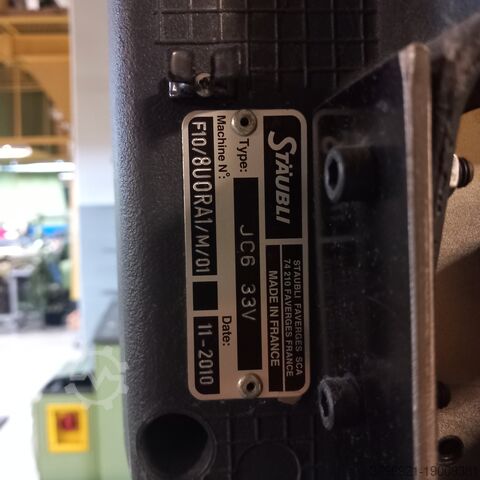 STÄUBLI
STAUBLI FAVERGES SCA
74 210 FAVERGES FRANCE
MADE IN FRANCE
Type: JC6 33V
Machine N°: Date:
F10/8U0RA1/M/01 11-2010